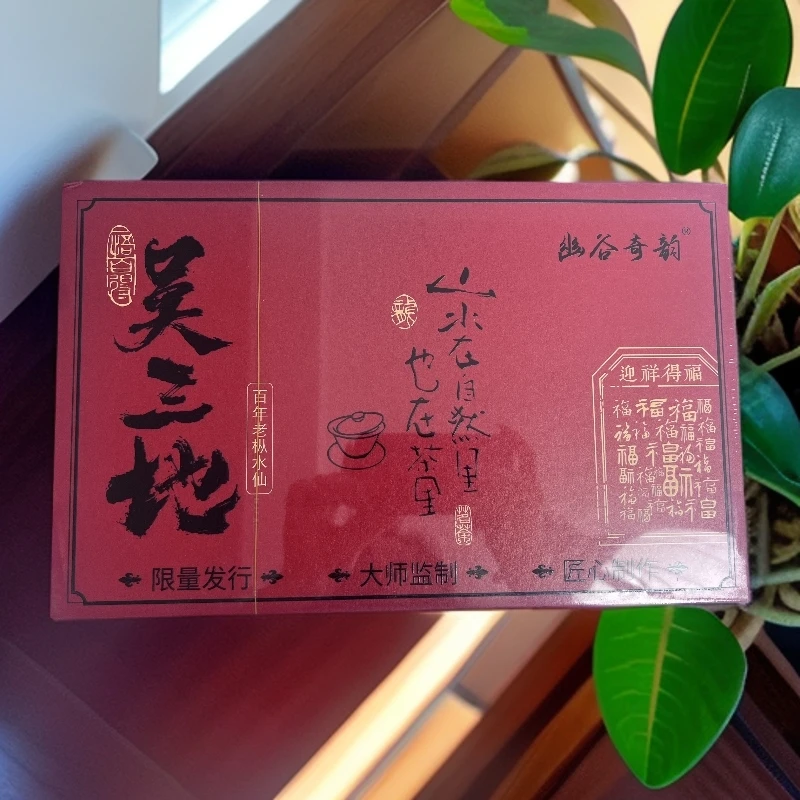 吴三地
百年老枞水仙
山水在自然里
也在茶里
幽谷奇韵
迎祥得福
限量发行
大师监制
匠心制作